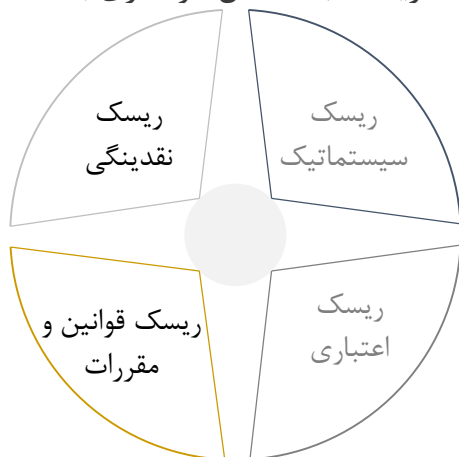 ریسک
سیستماتیک
ریسک
نقدینگی
ریسک
اعتباری
ریسک قوانین و
مقررات